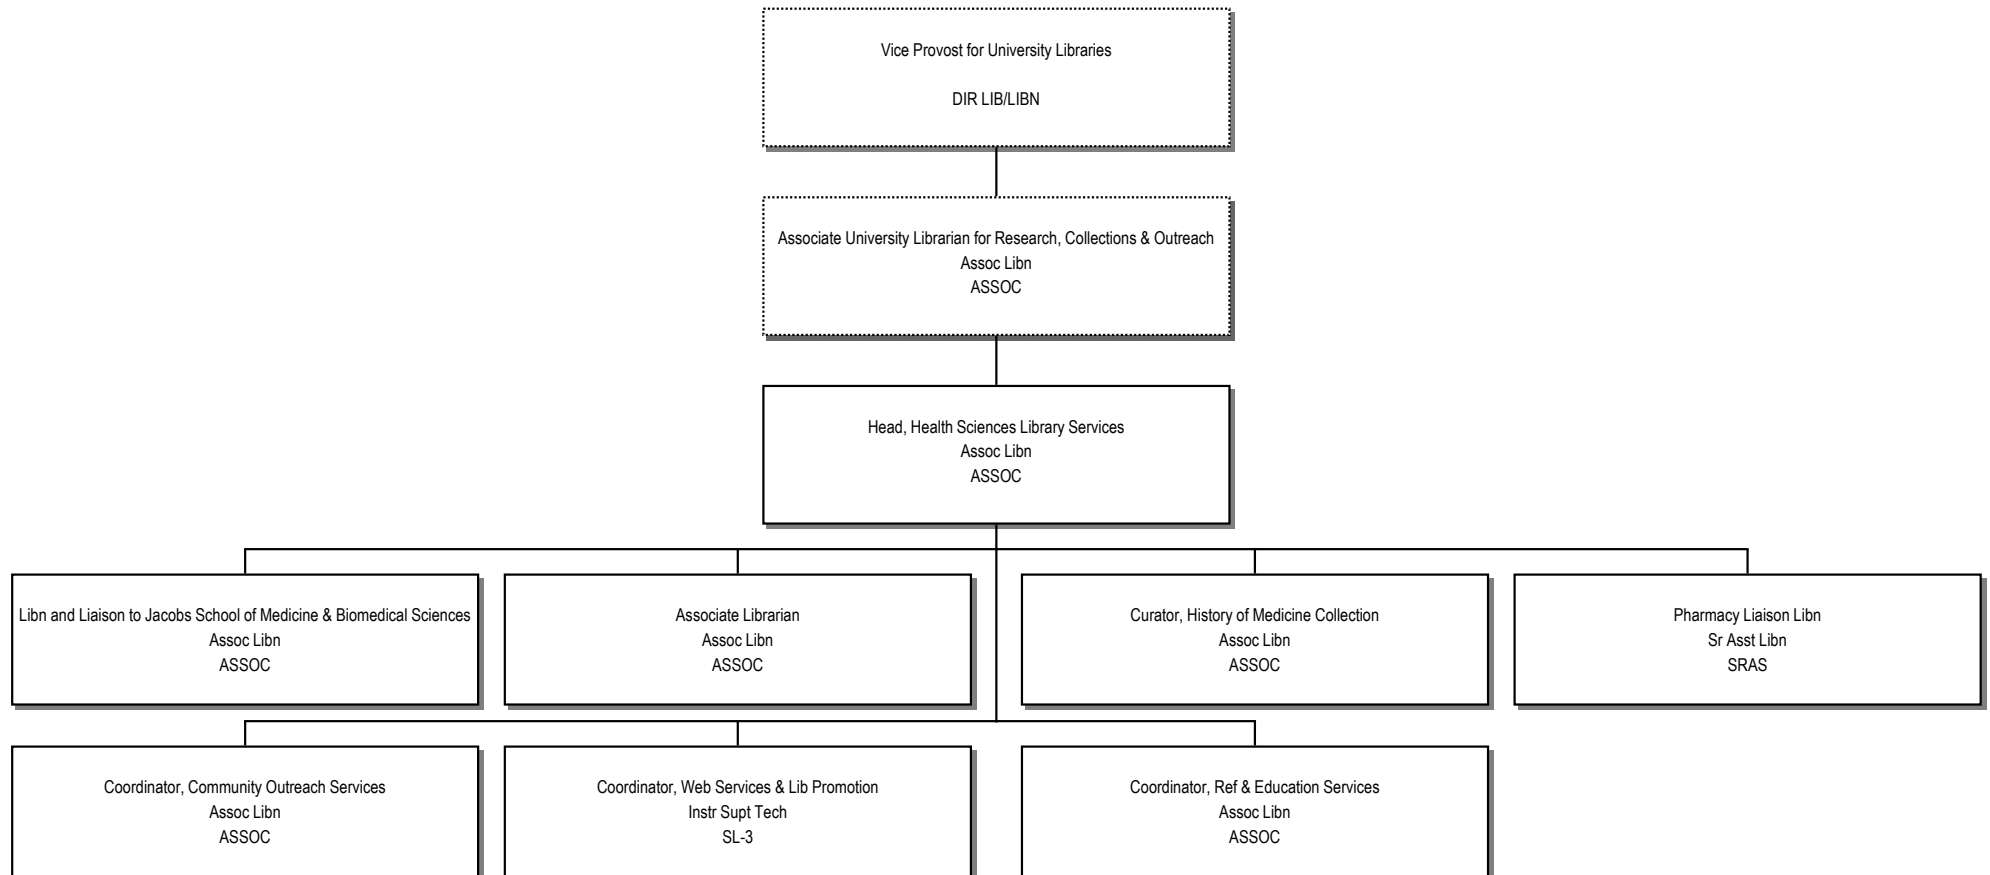 Vice Provost for University Libraries
DIR LIB/LIBN
Associate University Librarian for Research, Collections & Outreach
Assoc Libn
ASSOC
Head, Health Sciences Library Services
Assoc Libn
ASSOC
Libn and Liaison to Jacobs School of Medicine & Biomedical Sciences
Assoc Libn
ASSOC
Associate Librarian
Assoc Libn
ASSOC
Curator, History of Medicine Collection
Assoc Libn
ASSOC
Pharmacy Liaison Libn
Sr Asst Libn
SRAS
Coordinator, Community Outreach Services
Assoc Libn
ASSOC
Coordinator, Web Services & Lib Promotion
Instr Supt Tech
SL-3
Coordinator, Ref & Education Services
Assoc Libn
ASSOC